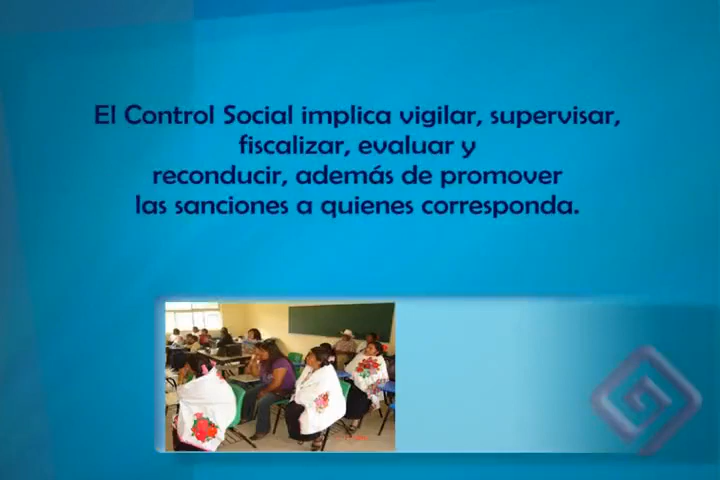 El Control Social implica vigilar, supervisar,
fiscalizar, evaluar y
reconducir, además de promover
las sanciones a quienes corresponda.